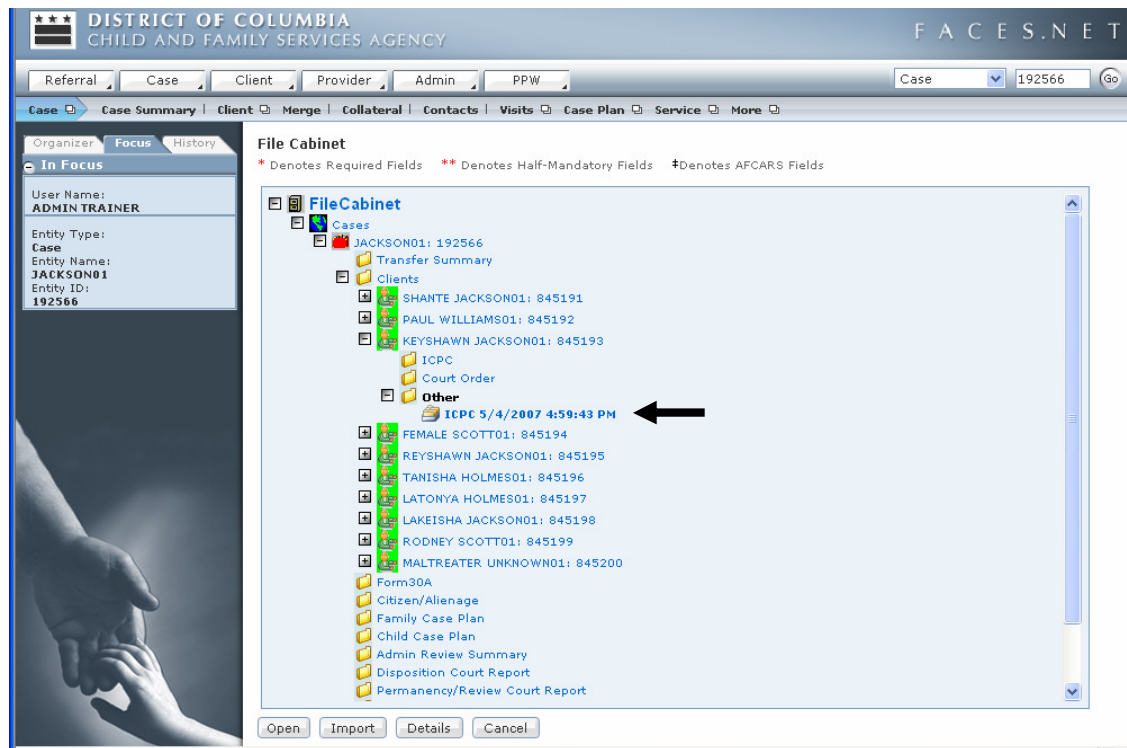 DISTRICT OF COLUMBIA
CHILD AND FAMILY SERVICES AGENCY
FACES.NET
Referral Case Client Provider Admin PPW Case 192566 Go
Case Case Summary | Client Merge | Collateral | Contacts | Visits Case Plan Service More
Organizer Focus History
In Focus
User Name:
ADMIN TRAINER
Entity Type:
Case
Entity Name:
JACKSON01
Entity ID:
192566
File Cabinet
* Denotes Required Fields ** Denotes Half-Mandatory Fields ‡Denotes AFCARS Fields
FileCabinet
Cases
JACKSON01: 192566
Transfer Summary
Clients
SHANTE JACKSON01: 845191
PAUL WILLIAMS01: 845192
KEYSHAWN JACKSON01: 845193
ICPC
Court Order
Other
ICPC 5/4/2007 4:59:43 PM
FEMALE SCOTT01: 845194
REYSHAWN JACKSON01: 845195
TANISHA HOLMES01: 845196
LATONYA HOLMES01: 845197
LAKEISHA JACKSON01: 845198
RODNEY SCOTT01: 845199
MALTREATER UNKNOWN01: 845200
Form30A
Citizen/Alienage
Family Case Plan
Child Case Plan
Admin Review Summary
Disposition Court Report
Permanency/Review Court Report
Open Import Details Cancel